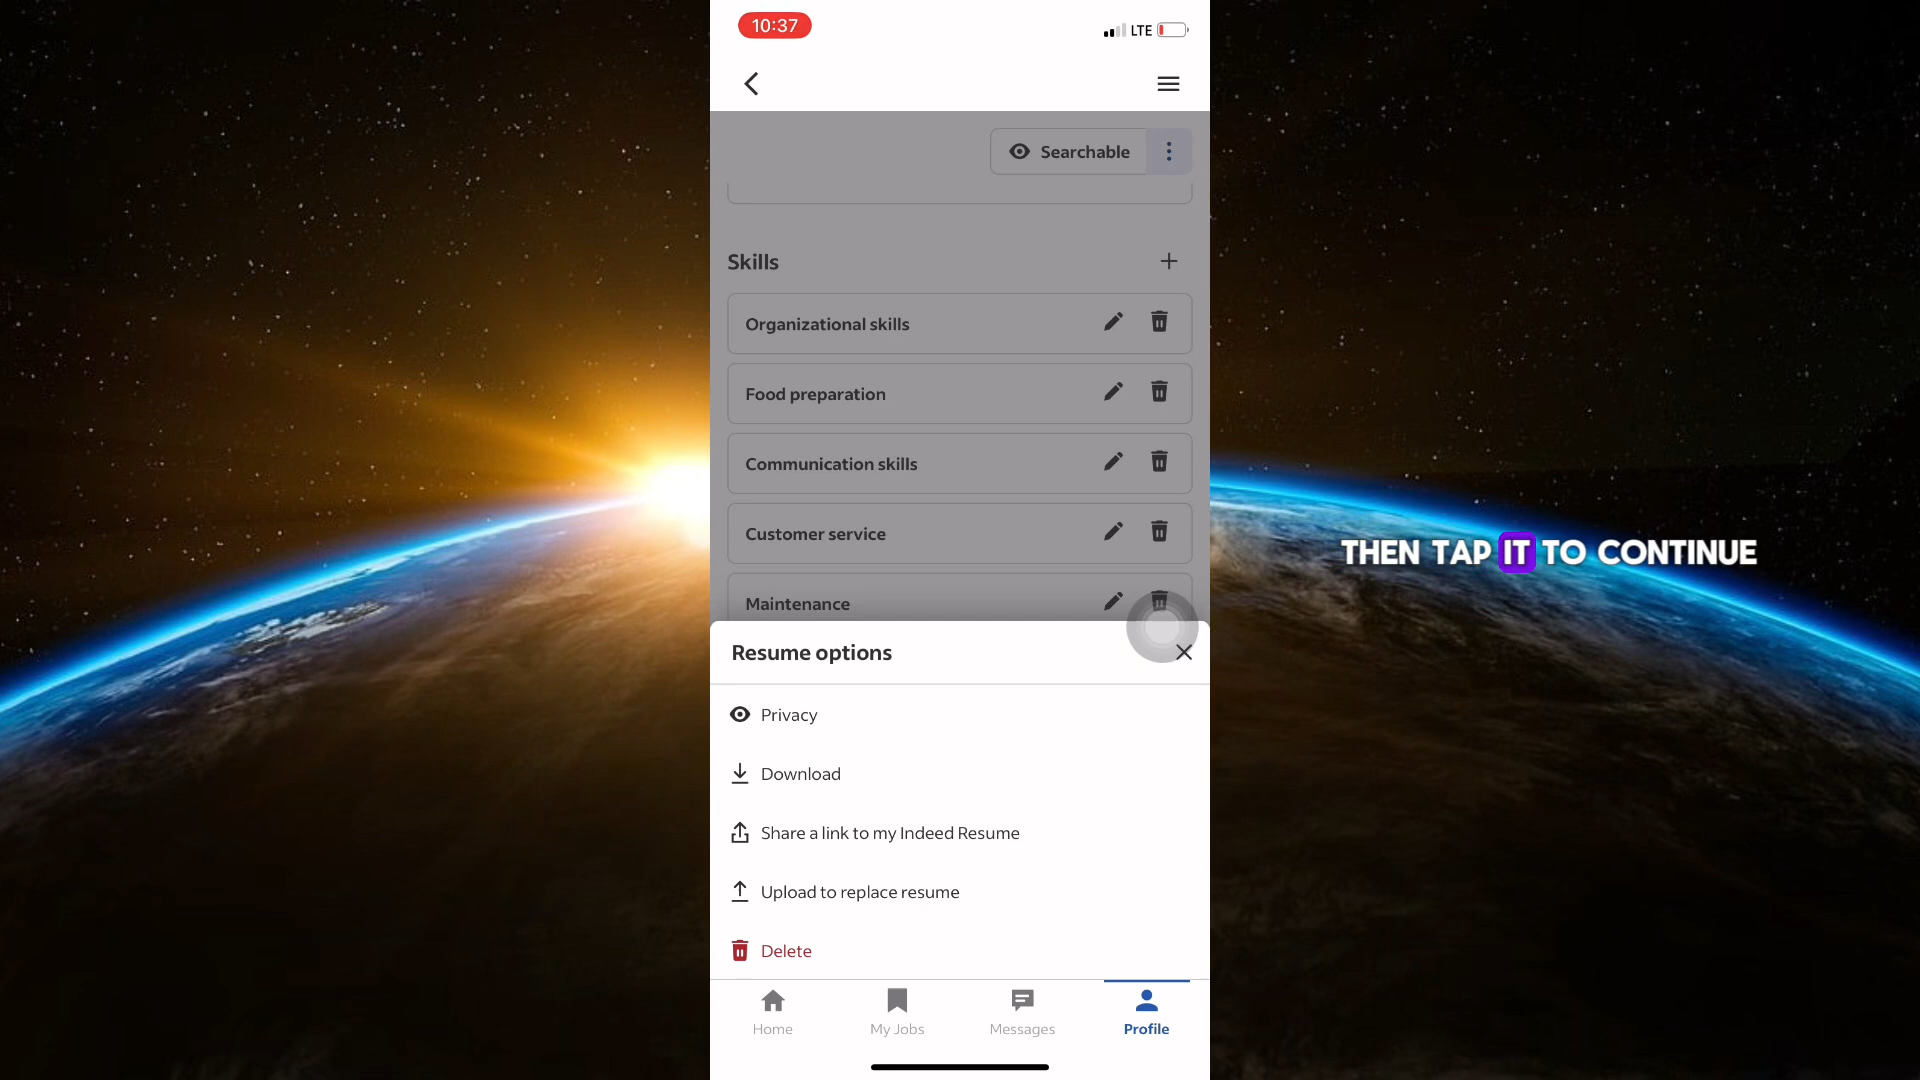 10:37
LTE
Searchable
Skills
Organizational skills
Food preparation
Communication skills
Customer service
Maintenance
THEN TAP IT TO CONTINUE
Resume options
Privacy
Download
Share a link to my Indeed Resume
Upload to replace resume
Delete
Home
My Jobs
Messages
Profile